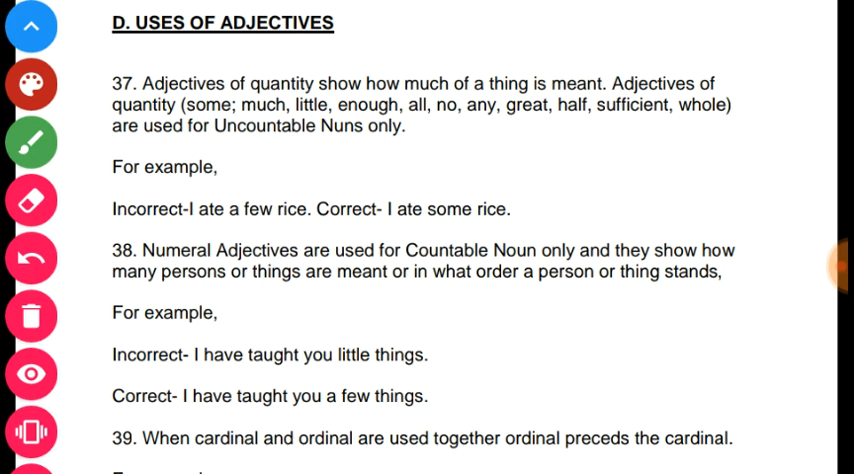 D. USES OF ADJECTIVES
37. Adjectives of quantity show how much of a thing is meant. Adjectives of
quantity (some; much, little, enough, all, no, any, great, half, sufficient, whole)
are used for Uncountable Nuns only.
For example,
Incorrect-I ate a few rice. Correct- I ate some rice.
38. Numeral Adjectives are used for Countable Noun only and they show how
many persons or things are meant or in what order a person or thing stands,
For example,
Incorrect- I have taught you little things.
Correct- I have taught you a few things.
39. When cardinal and ordinal are used together ordinal preceds the cardinal.